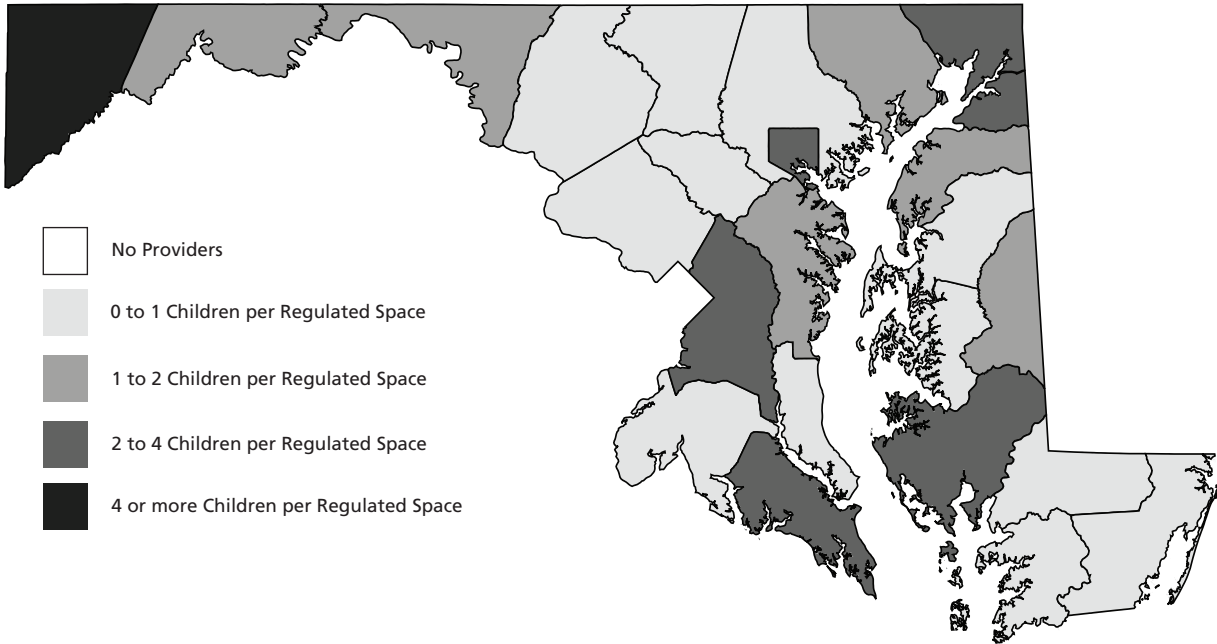 No Providers
0 to 1 Children per Regulated Space
1 to 2 Children per Regulated Space
2 to 4 Children per Regulated Space
4 or more Children per Regulated Space